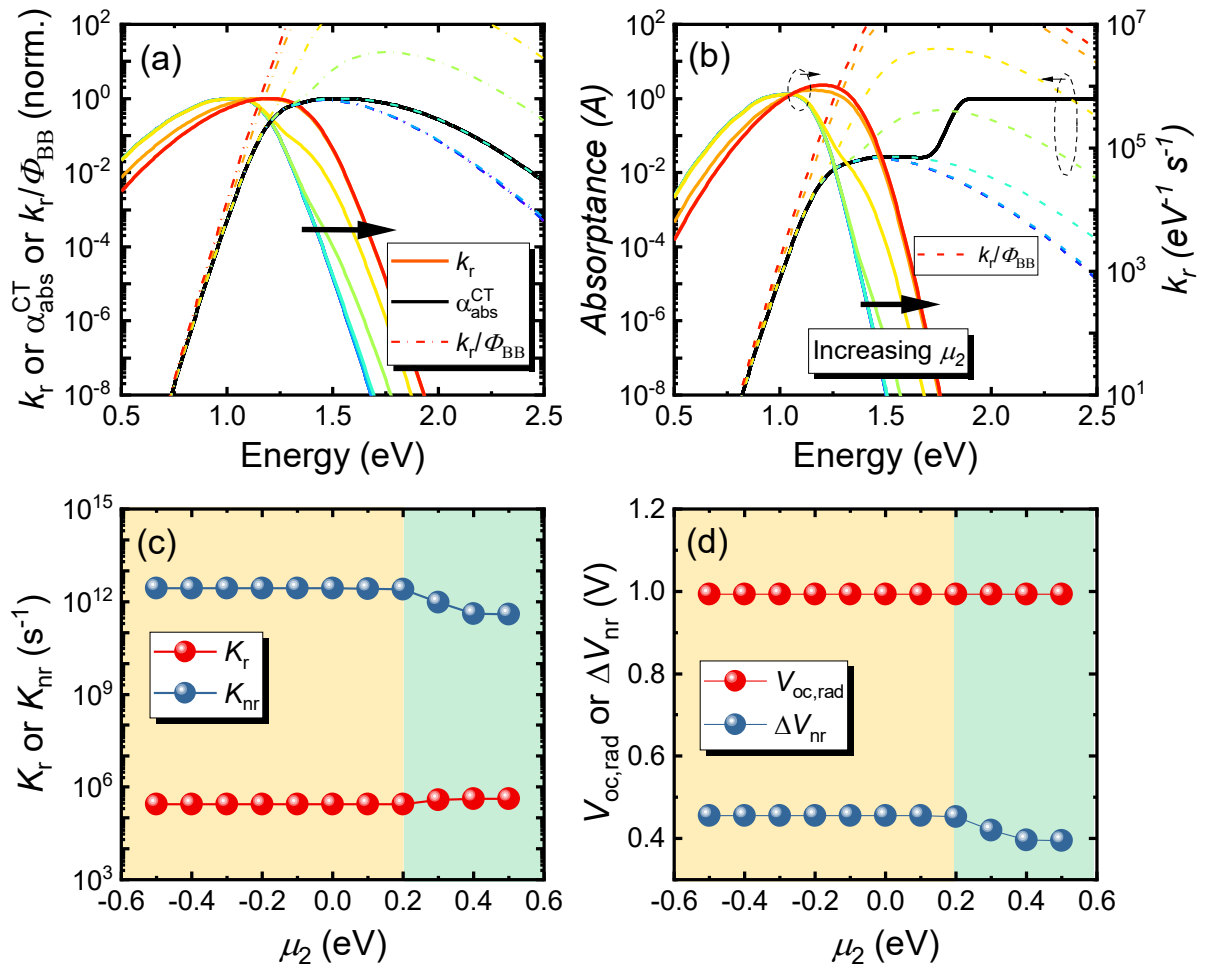 (a)
k_r or α_abs^CT or k_r/Φ_BB (norm.)
10^2
10^0
10^-2
10^-4
10^-6
10^-8
k_r
α_abs^CT
k_r/Φ_BB
0.5 1.0 1.5 2.0 2.5
Energy (eV)
(b)
Absorptance (A)
10^2
10^0
10^-2
10^-4
10^-6
10^-8
k_r/Φ_BB
Increasing μ_2
10^7
10^5
10^3
10^1
k_r (eV^-1 s^-1)
0.5 1.0 1.5 2.0 2.5
Energy (eV)
(c)
K_r or K_nr (s^-1)
10^15
10^12
10^9
10^6
10^3
K_r
K_nr
-0.6 -0.4 -0.2 0.0 0.2 0.4 0.6
μ_2 (eV)
(d)
V_oc,rad or ΔV_nr (V)
1.2
1.0
0.8
0.6
0.4
V_oc,rad
ΔV_nr
-0.6 -0.4 -0.2 0.0 0.2 0.4 0.6
μ_2 (eV)